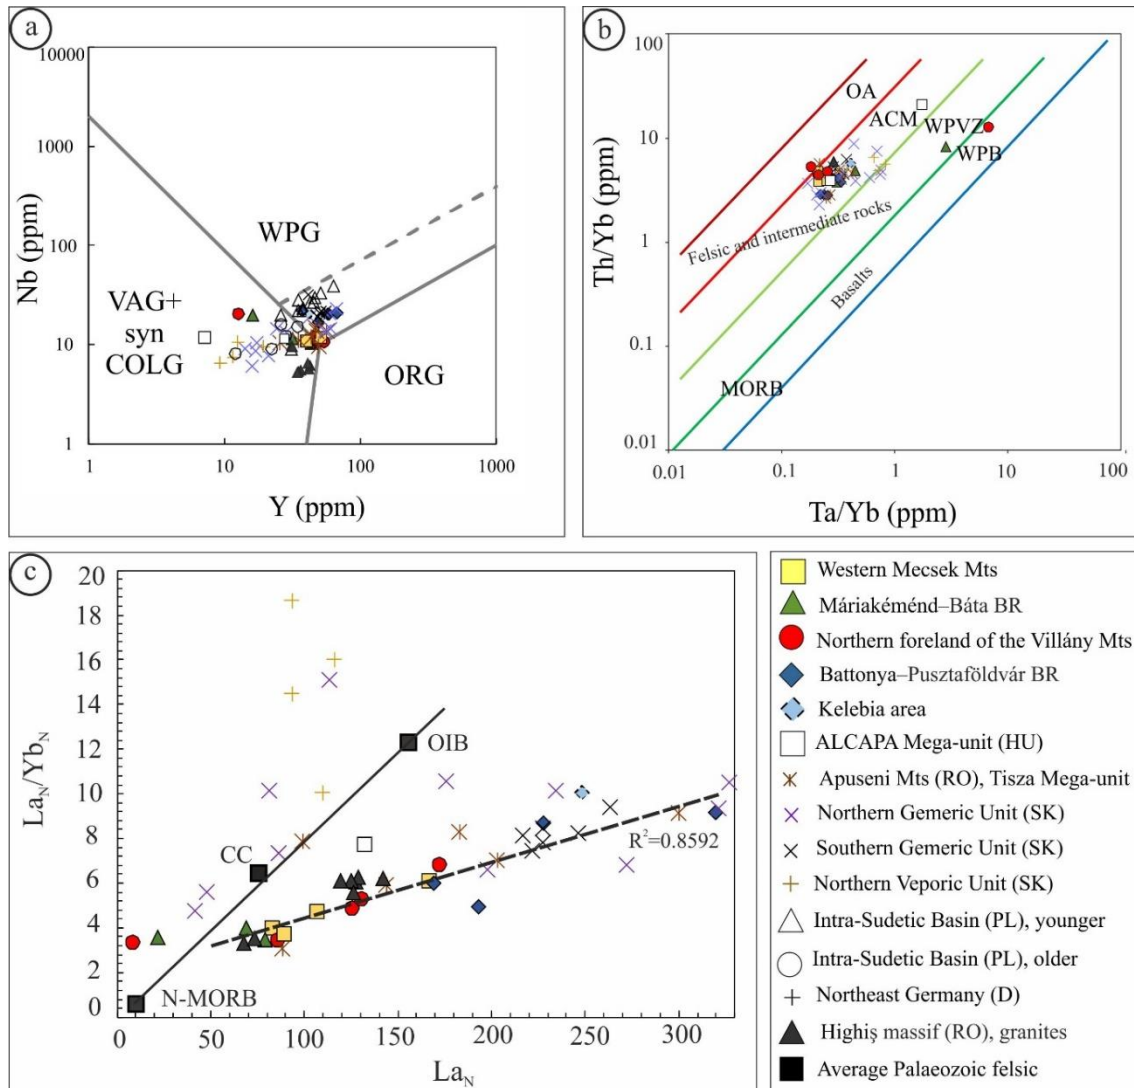 a
10000
1000
100
10
1
Nb (ppm)
WPG
VAG+
syn
COLG
ORG
1
10
100
1000
Y (ppm)
b
100
10
1
0.1
0.01
Th/Yb (ppm)
OA
ACM
WPVZ
WPB
Felsic and intermediate rocks
Basalts
MORB
0.01
0.1
1
10
100
Ta/Yb (ppm)
c
20
18
16
14
12
10
8
6
4
2
0
LaN/YbN
OIB
CC
N-MORB
R²=0.8592
0
50
100
150
200
250
300
LaN
Western Mecsek Mts
Máriakéménd–Báta BR
Northern foreland of the Villány Mts
Battonya–Pusztaföldvár BR
Kelebia area
ALCAPA Mega-unit (HU)
Apuseni Mts (RO), Tisza Mega-unit
Northern Gemeric Unit (SK)
Southern Gemeric Unit (SK)
Northern Veporic Unit (SK)
Intra-Sudetic Basin (PL), younger
Intra-Sudetic Basin (PL), older
Northeast Germany (D)
Highiş massif (RO), granites
Average Palaeozoic felsic